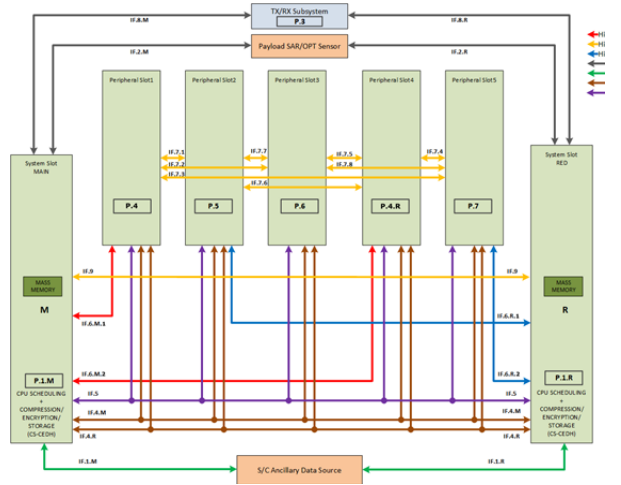 IF.8.M
TX/RX Subsystem
P.3
IF.8.R
IF.2.M
Payload SAR/OPT Sensor
IF.2.R
Peripheral Slot1
Peripheral Slot2
Peripheral Slot3
Peripheral Slot4
Peripheral Slot5
System Slot
MAIN
System Slot
RED
IF.7.1
IF.7.7
IF.7.5
IF.7.4
IF.7.2
IF.7.8
IF.7.3
IF.7.6
P.4
P.5
P.6
P.4.R
P.7
IF.9
IF.9
MASS
MEMORY
MASS
MEMORY
M
R
IF.6.M.1
IF.6.R.1
IF.6.M.2
IF.6.R.2
P.1.M
P.1.R
CPU SCHEDULING
+
COMPRESSION/
ENCRYPTION/
STORAGE
(CS-CEDH)
CPU SCHEDULING
+
COMPRESSION/
ENCRYPTION/
STORAGE
(CS-CEDH)
IF.5
IF.5
IF.4.M
IF.4.M
IF.4.R
IF.4.R
IF.1.M
S/C Ancillary Data Source
IF.1.R